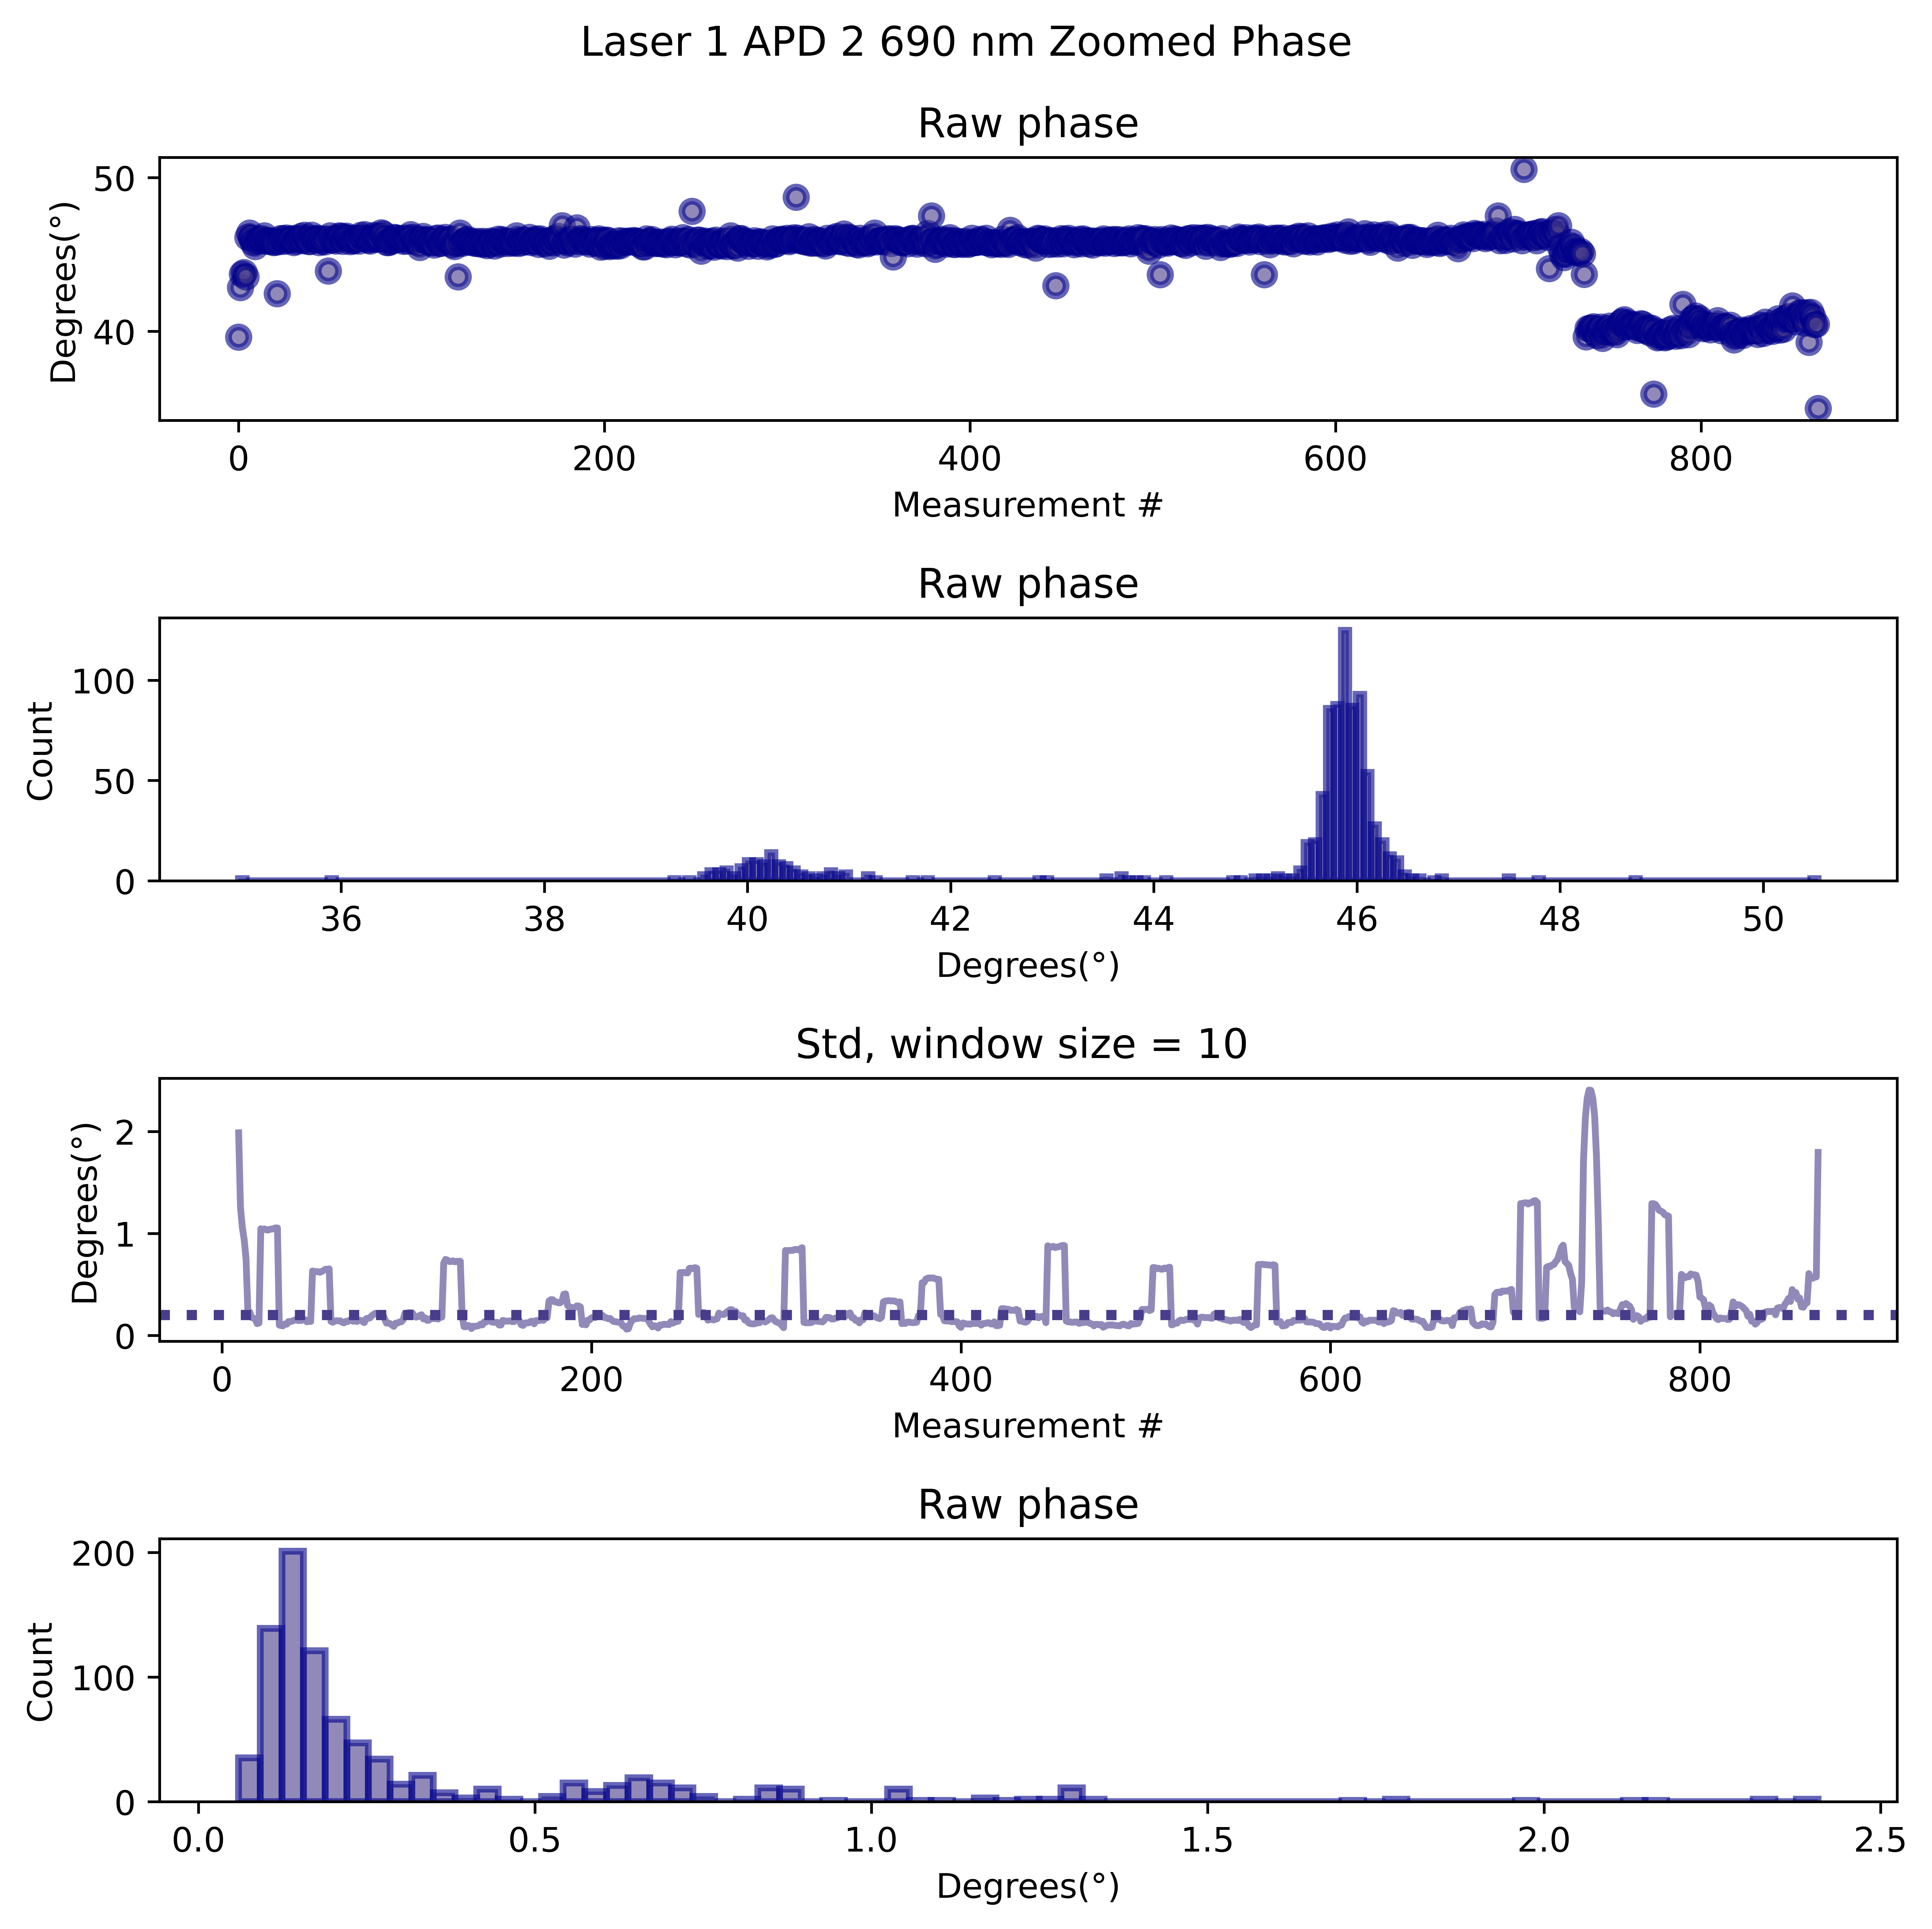 Laser 1 APD 2 690 nm Zoomed Phase
Raw phase
Degrees(°)
50
40
0 200 400 600 800
Measurement #
Raw phase
Count
100
50
0
36 38 40 42 44 46 48 50
Degrees(°)
Std, window size = 10
Degrees(°)
2
1
0
0 200 400 600 800
Measurement #
Raw phase
Count
200
100
0
0.0 0.5 1.0 1.5 2.0 2.5
Degrees(°)